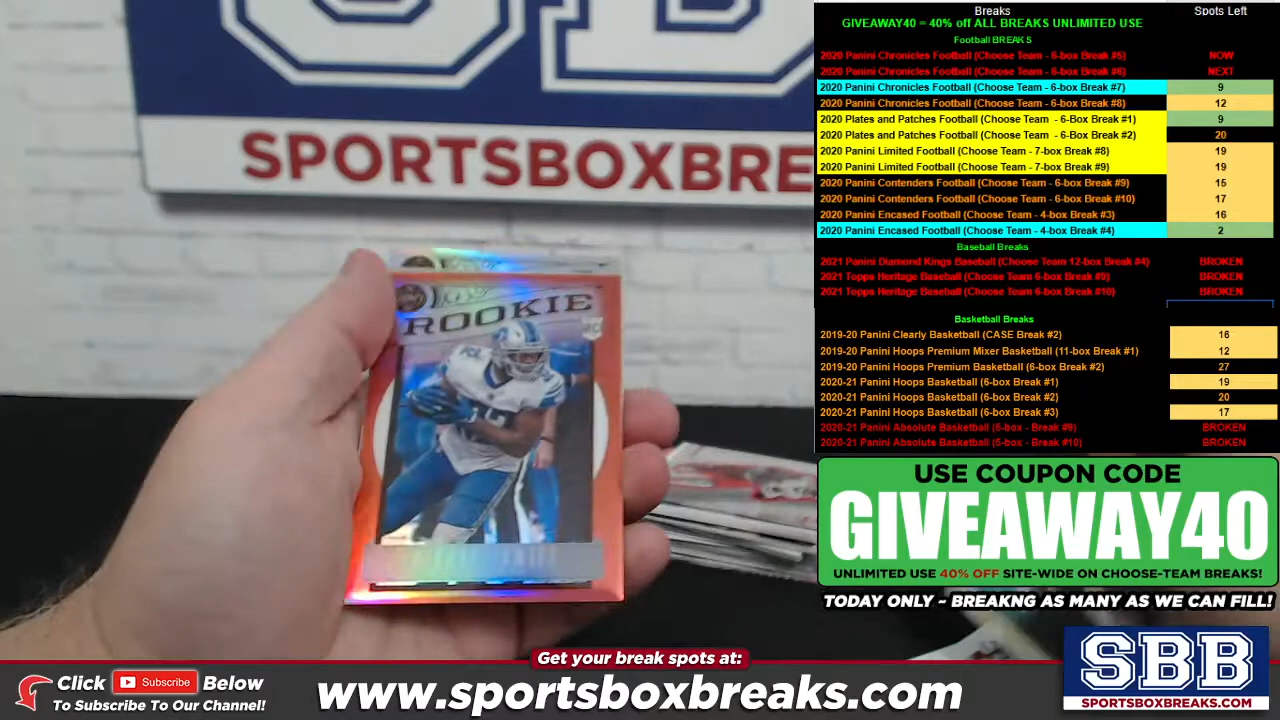 SPORTSBOXBRE
ROOKIE
RC
Breaks Spots Left
GIVEAWAY40 = 40% off ALL BREAKS UNLIMITED USE
Football BREAKS
2020 Panini Chronicles Football (Choose Team - 6-box Break #5) NOW
2020 Panini Chronicles Football (Choose Team - 6-box Break #6) NEXT
2020 Panini Chronicles Football (Choose Team - 6-box Break #7) 9
2020 Panini Chronicles Football (Choose Team - 6-box Break #8) 12
2020 Plates and Patches Football (Choose Team - 6-Box Break #1) 9
2020 Plates and Patches Football (Choose Team - 6-Box Break #2) 20
2020 Panini Limited Football (Choose Team - 7-box Break #8) 19
2020 Panini Limited Football (Choose Team - 7-box Break #9) 19
2020 Panini Contenders Football (Choose Team - 6-box Break #9) 15
2020 Panini Contenders Football (Choose Team - 6-box Break #10) 17
2020 Panini Encased Football (Choose Team - 4-box Break #3) 16
2020 Panini Encased Football (Choose Team - 4-box Break #4) 2
Baseball Breaks
2021 Panini Diamond Kings Baseball (Choose Team 12-box Break #4) BROKEN
2021 Topps Heritage Baseball (Choose Team 6-box Break #9) BROKEN
2021 Topps Heritage Baseball (Choose Team 6-box Break #10) BROKEN
Basketball Breaks
2019-20 Panini Clearly Basketball (CASE Break #2) 16
2019-20 Panini Hoops Premium Mixer Basketball (11-box Break #1) 12
2019-20 Panini Hoops Premium Basketball (6-box Break #2) 27
2020-21 Panini Hoops Basketball (6-box Break #1) 19
2020-21 Panini Hoops Basketball (6-box Break #2) 20
2020-21 Panini Hoops Basketball (6-box Break #3) 17
2020-21 Panini Absolute Basketball (5-box - Break #9) BROKEN
2020-21 Panini Absolute Basketball (5-box - Break #10) BROKEN
USE COUPON CODE
GIVEAWAY40
UNLIMITED USE 40% OFF SITE-WIDE ON CHOOSE-TEAM BREAKS!
TODAY ONLY ~ BREAKNG AS MANY AS WE CAN FILL!
Get your break spots at:
Click Subscribe Below
To Subscribe To Our Channel!
www.sportsboxbreaks.com
SBB
SPORTSBOXBREAKS.COM